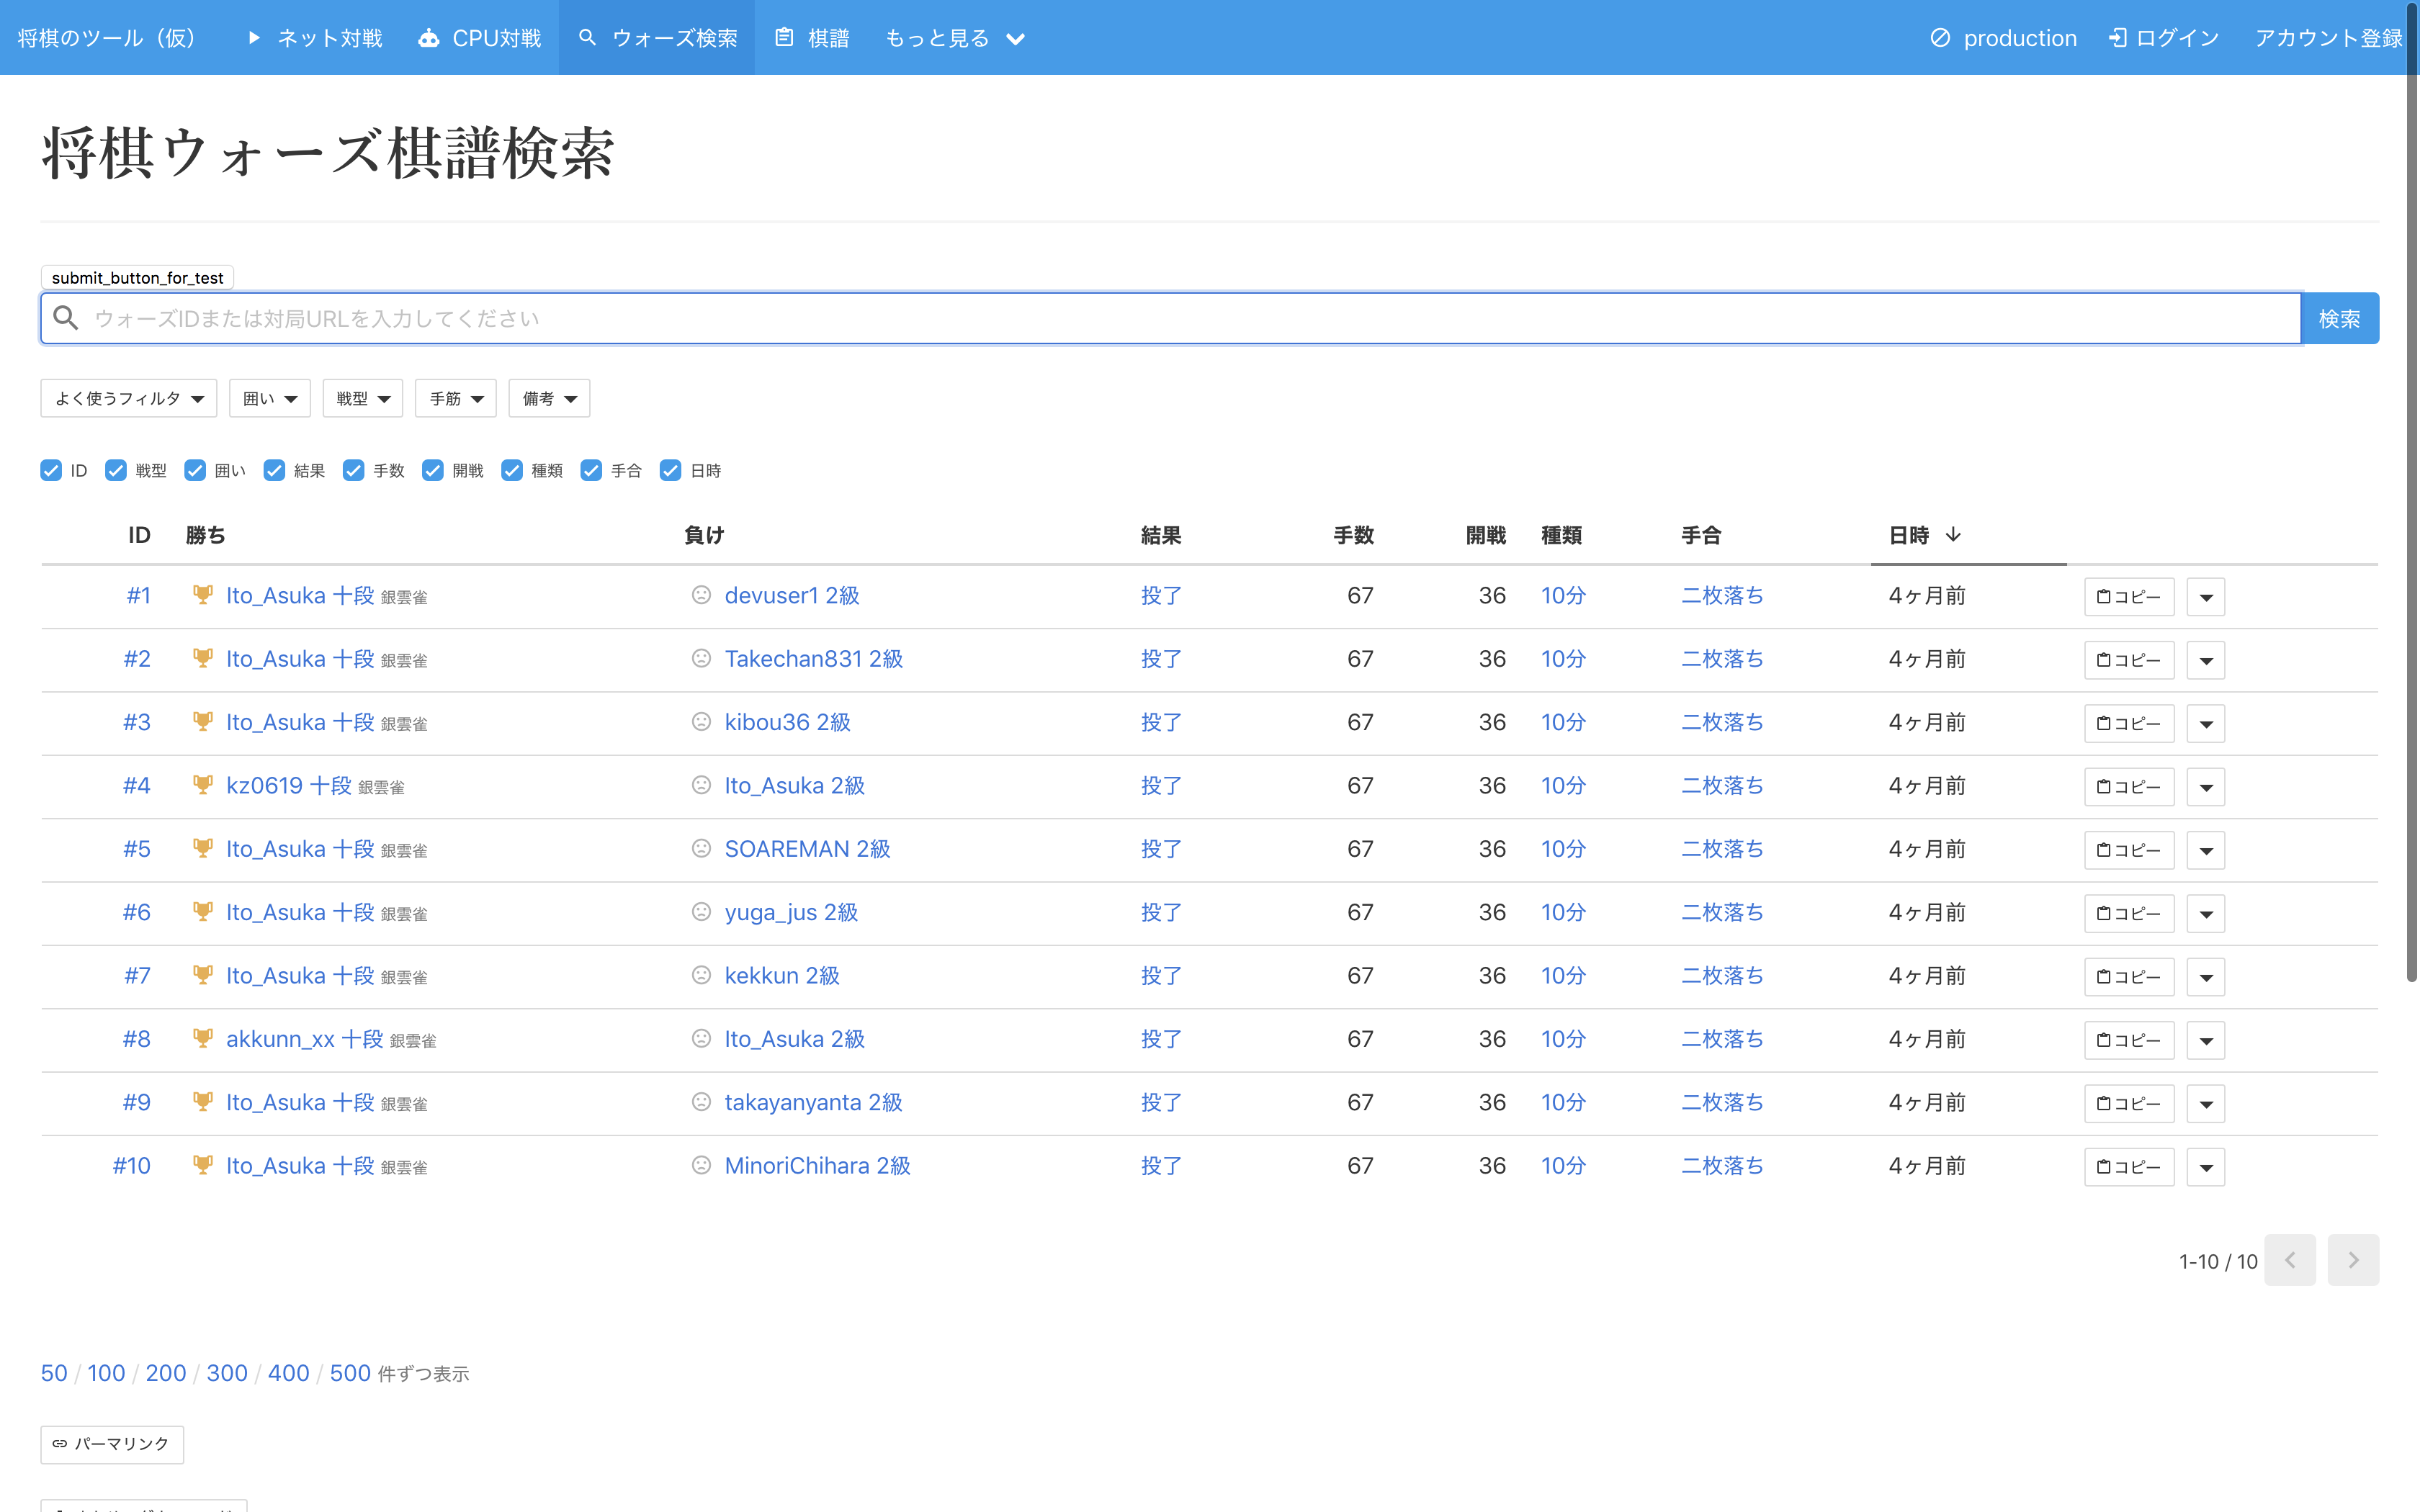 将棋のツール（仮） ネット対戦 CPU対戦 ウォーズ検索 棋譜 もっと見る production ログイン アカウント登録
将棋ウォーズ棋譜検索
submit_button_for_test
ウォーズIDまたは対局URLを入力してください 検索
よく使うフィルタ 囲い 戦型 手筋 備考
ID 戦型 囲い 結果 手数 開戦 種類 手合 日時
ID 勝ち 負け 結果 手数 開戦 種類 手合 日時
#1 Ito_Asuka 十段 銀雲雀 devuser1 2級 投了 67 36 10分 二枚落ち 4ヶ月前 コピー
#2 Ito_Asuka 十段 銀雲雀 Takechan831 2級 投了 67 36 10分 二枚落ち 4ヶ月前 コピー
#3 Ito_Asuka 十段 銀雲雀 kibou36 2級 投了 67 36 10分 二枚落ち 4ヶ月前 コピー
#4 kz0619 十段 銀雲雀 Ito_Asuka 2級 投了 67 36 10分 二枚落ち 4ヶ月前 コピー
#5 Ito_Asuka 十段 銀雲雀 SOAREMAN 2級 投了 67 36 10分 二枚落ち 4ヶ月前 コピー
#6 Ito_Asuka 十段 銀雲雀 yuga_jus 2級 投了 67 36 10分 二枚落ち 4ヶ月前 コピー
#7 Ito_Asuka 十段 銀雲雀 kekkun 2級 投了 67 36 10分 二枚落ち 4ヶ月前 コピー
#8 akkunn_xx 十段 銀雲雀 Ito_Asuka 2級 投了 67 36 10分 二枚落ち 4ヶ月前 コピー
#9 Ito_Asuka 十段 銀雲雀 takayanyanta 2級 投了 67 36 10分 二枚落ち 4ヶ月前 コピー
#10 Ito_Asuka 十段 銀雲雀 MinoriChihara 2級 投了 67 36 10分 二枚落ち 4ヶ月前 コピー
1-10 / 10
50 / 100 / 200 / 300 / 400 / 500 件ずつ表示
パーマリンク